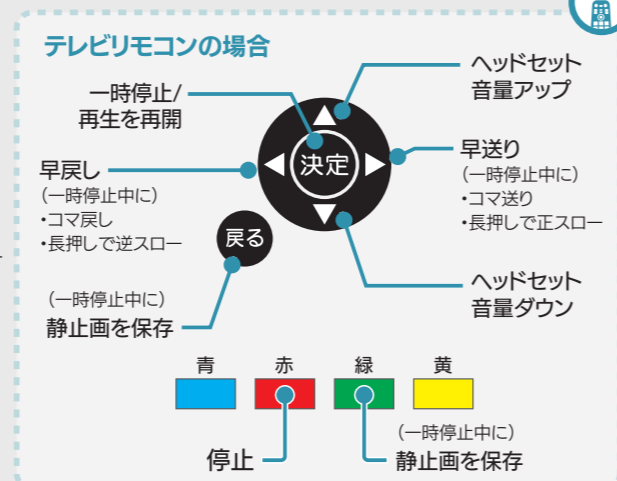 テレビリモコンの場合
一時停止/
再生を再開
ヘッドセット
音量アップ
決定
早戻し
(一時停止中に)
・コマ戻し
・長押しで逆スロー
早送り
(一時停止中に)
・コマ送り
・長押しで正スロー
戻る
(一時停止中に)
静止画を保存
ヘッドセット
音量ダウン
青 赤 緑 黄
停止
(一時停止中に)
静止画を保存